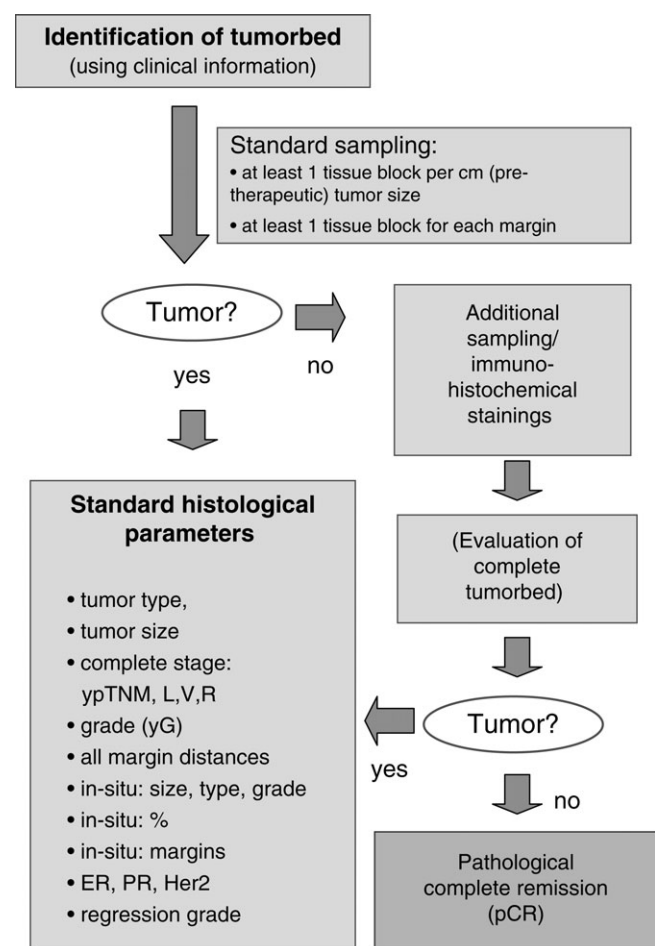 Identification of tumorbed
(using clinical information)
Standard sampling:
• at least 1 tissue block per cm (pre-
therapeutic) tumor size
• at least 1 tissue block for each margin
Tumor?
no
yes
Additional
sampling/
immuno-
histochemical
stainings
Standard histological
parameters
• tumor type,
• tumor size
• complete stage:
ypTNM, L,V,R
• grade (yG)
• all margin distances
• in-situ: size, type, grade
• in-situ: %
• in-situ: margins
• ER, PR, Her2
• regression grade
(Evaluation of
complete
tumorbed)
Tumor?
yes
no
Pathological
complete remission
(pCR)